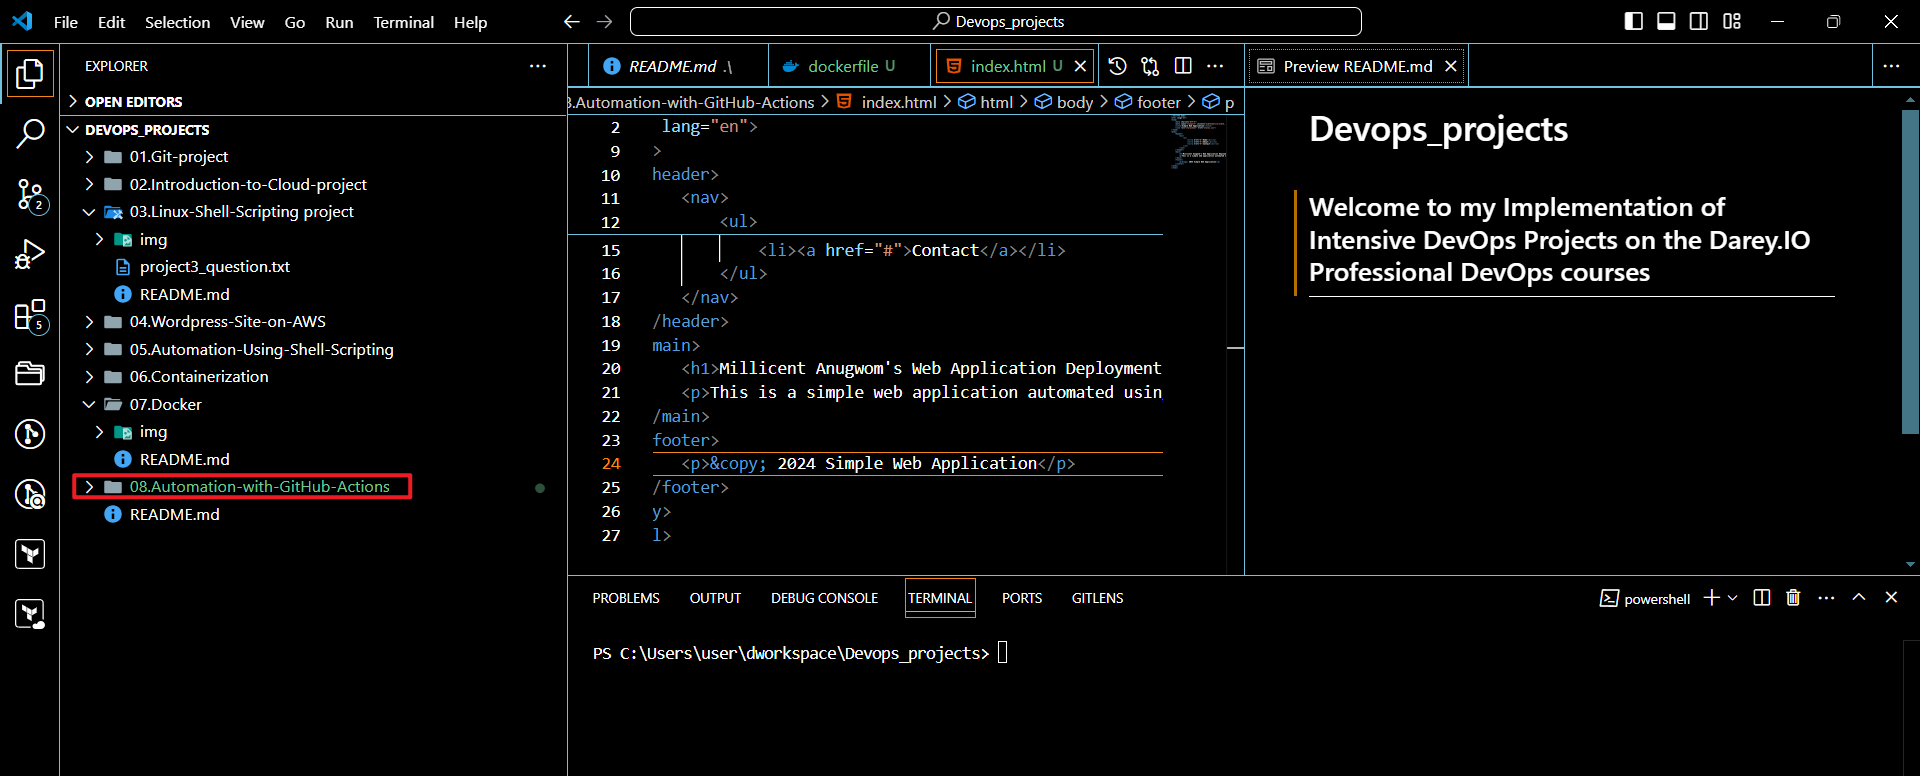 File Edit Selection View Go Run Terminal Help
Devops_projects
EXPLORER
OPEN EDITORS
DEVOPS_PROJECTS
01.Git-project
02.Introduction-to-Cloud-project
03.Linux-Shell-Scripting project
img
project3_question.txt
README.md
04.Wordpress-Site-on-AWS
05.Automation-Using-Shell-Scripting
06.Containerization
07.Docker
img
README.md
08.Automation-with-GitHub-Actions
README.md
2
5
README.md .\
dockerfile U
index.html U
.Automation-with-GitHub-Actions > index.html > html > body > footer > p
2 lang="en">
9 >
10 header>
11 <nav>
12 <ul>
15 <li><a href="#">Contact</a></li>
16 </ul>
17 </nav>
18 /header>
19 main>
20 <h1>Millicent Anugwom's Web Application Deployment
21 <p>This is a simple web application automated usin
22 /main>
23 footer>
24 <p>&copy; 2024 Simple Web Application</p>
25 /footer>
26 y>
27 l>
Preview README.md
Devops_projects
Welcome to my Implementation of
Intensive DevOps Projects on the Darey.IO
Professional DevOps courses
PROBLEMS OUTPUT DEBUG CONSOLE TERMINAL PORTS GITLENS
powershell
PS C:\Users\user\dworkspace\Devops_projects>